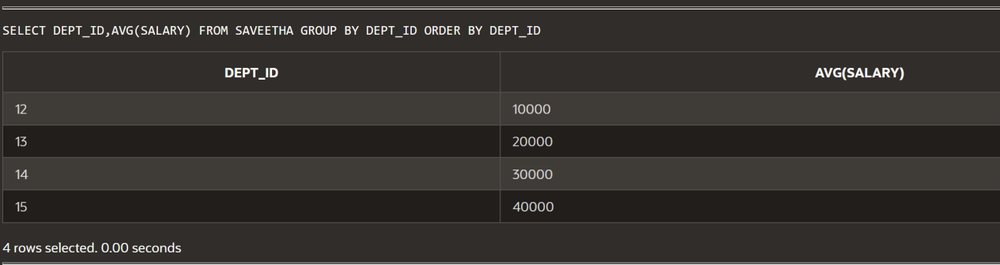 SELECT DEPT_ID,AVG(SALARY) FROM SAVEETHA GROUP BY DEPT_ID ORDER BY DEPT_ID
DEPT_ID AVG(SALARY)
12 10000
13 20000
14 30000
15 40000
4 rows selected. 0.00 seconds